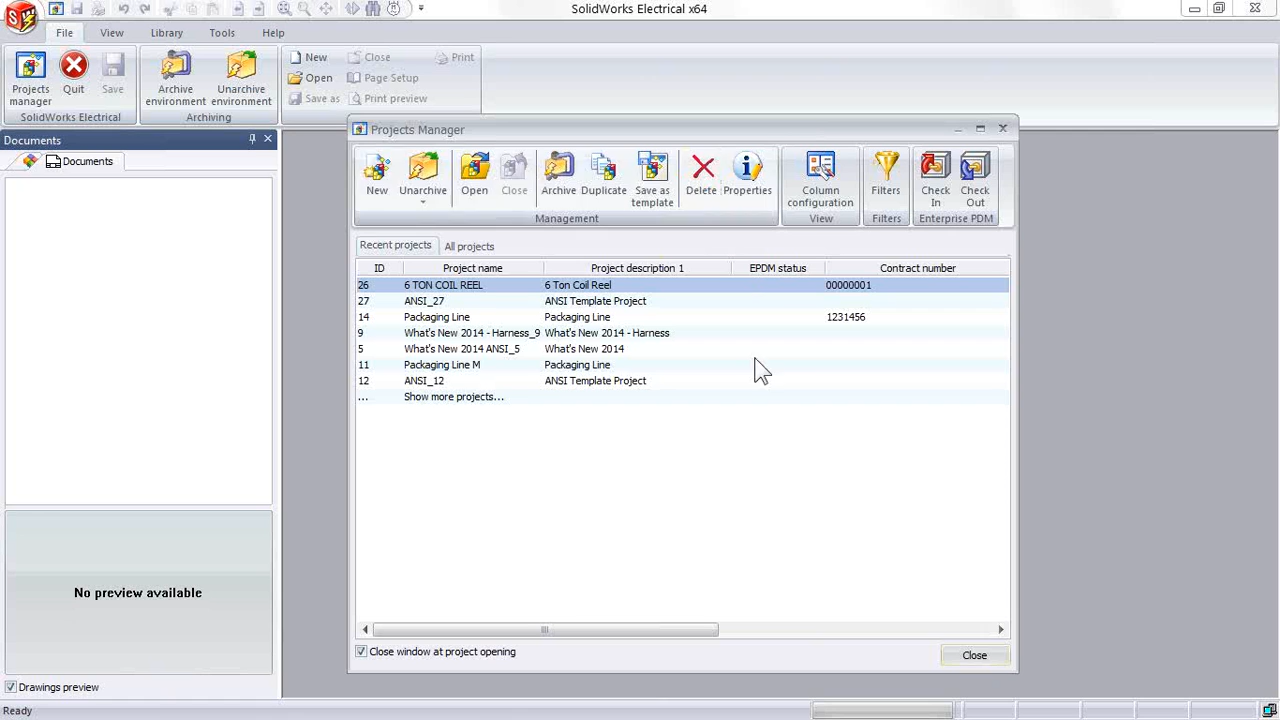 SolidWorks Electrical x64
File View Library Tools Help
Projects manager
Quit
Save
Archive environment
Unarchive environment
New
Close
Print
Open
Page Setup
Save as
Print preview
SolidWorks Electrical
Archiving
Documents
Documents
No preview available
Drawings preview
Ready
Projects Manager
New
Unarchive
Open
Close
Archive
Duplicate
Save as template
Delete
Properties
Column configuration
Filters
Check In
Check Out
Management
View
Filters
Enterprise PDM
Recent projects All projects
ID Project name Project description 1 EPDM status Contract number
26 6 TON COIL REEL 6 Ton Coil Reel 00000001
27 ANSI_27 ANSI Template Project
14 Packaging Line Packaging Line 1231456
9 What's New 2014 - Harness_9 What's New 2014 - Harness
5 What's New 2014 ANSI_5 What's New 2014
11 Packaging Line M Packaging Line
12 ANSI_12 ANSI Template Project
... Show more projects...
Close window at project opening
Close